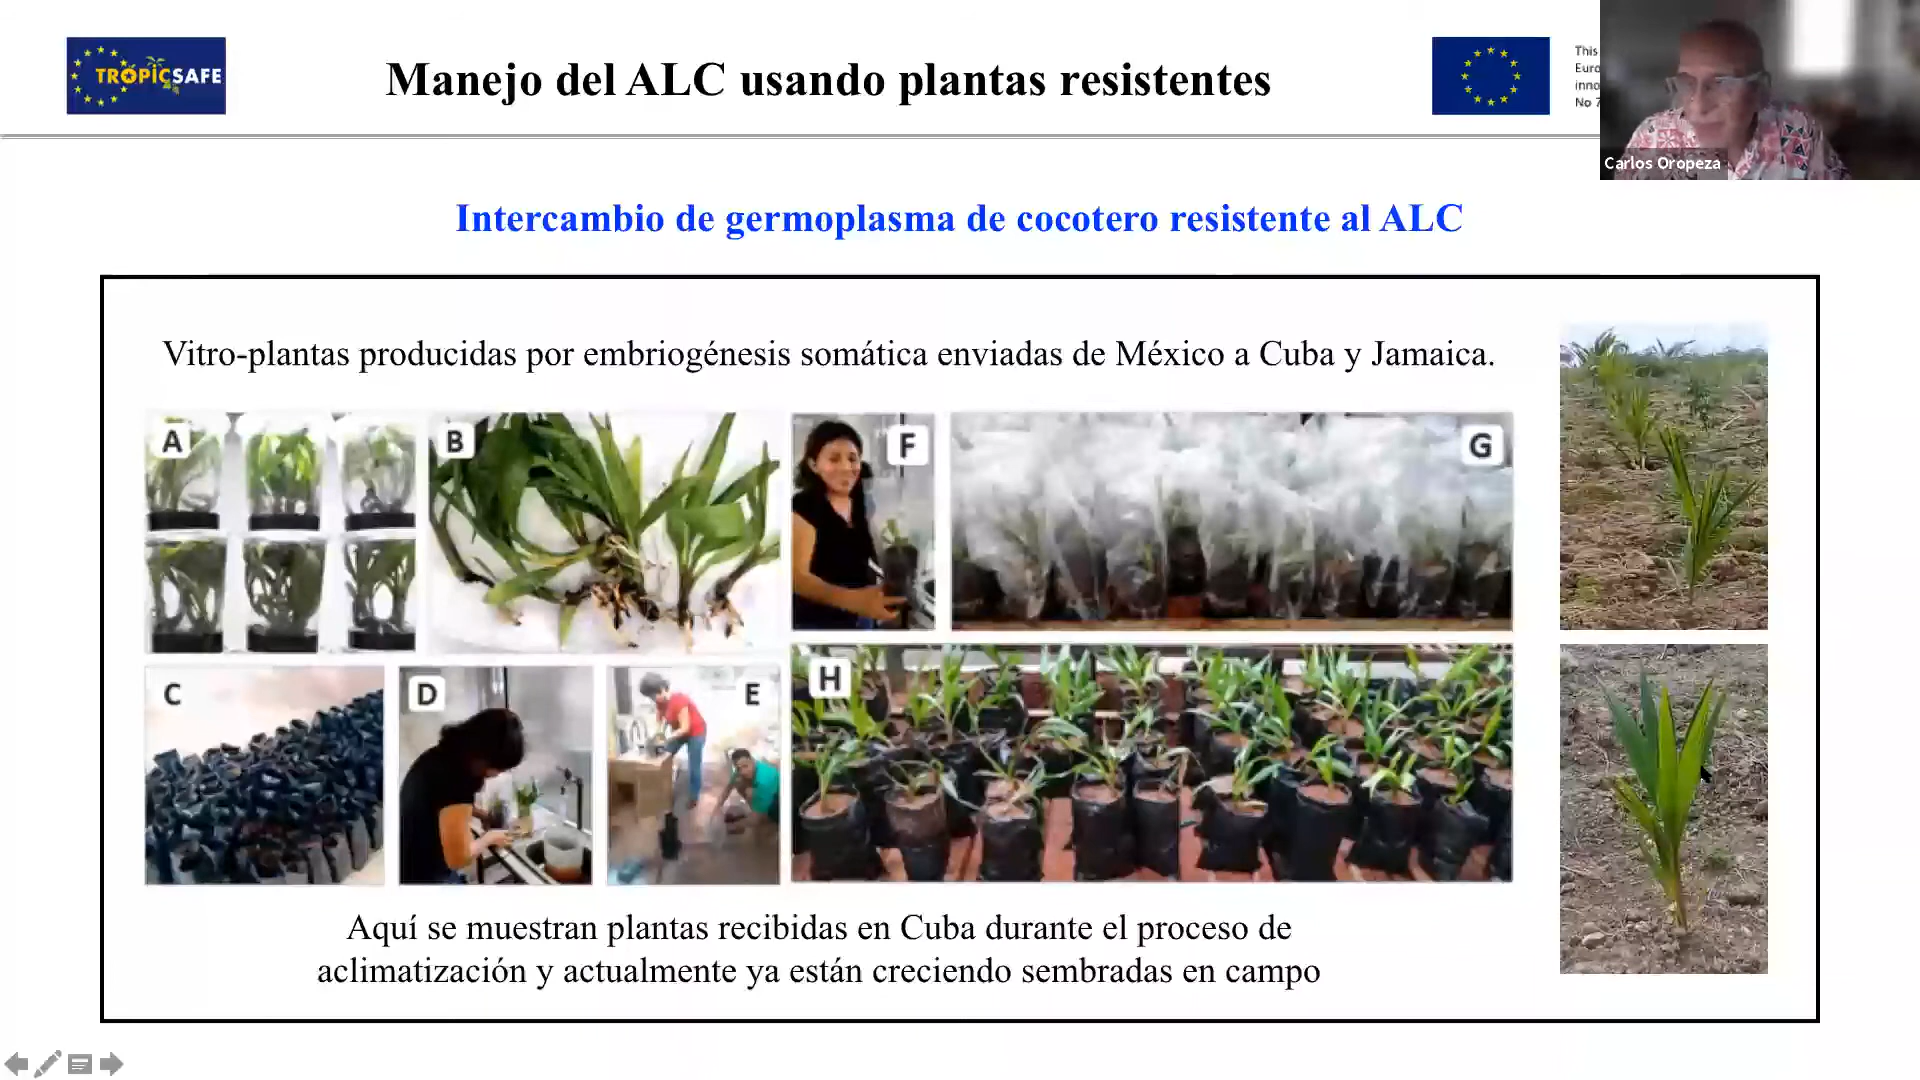 TROPICSAFE
Manejo del ALC usando plantas resistentes
This
Euro
inno
No 7
Carlos Oropeza
Intercambio de germoplasma de cocotero resistente al ALC
Vitro-plantas producidas por embriogénesis somática enviadas de México a Cuba y Jamaica.
A
B
F
G
C
D
E
H
Aquí se muestran plantas recibidas en Cuba durante el proceso de
aclimatización y actualmente ya están creciendo sembradas en campo